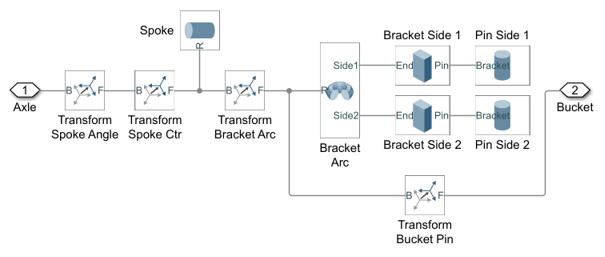 Spoke
R
Bracket Side 1
Pin Side 1
1
Axle
B F
Transform
Spoke Angle
B F
Transform
Spoke Ctr
B F
Transform
Bracket Arc
R
Side1
Side2
Bracket
Arc
End Pin
Bracket
End Pin
Bracket
Bracket Side 2
Pin Side 2
2
Bucket
B F
Transform
Bucket Pin